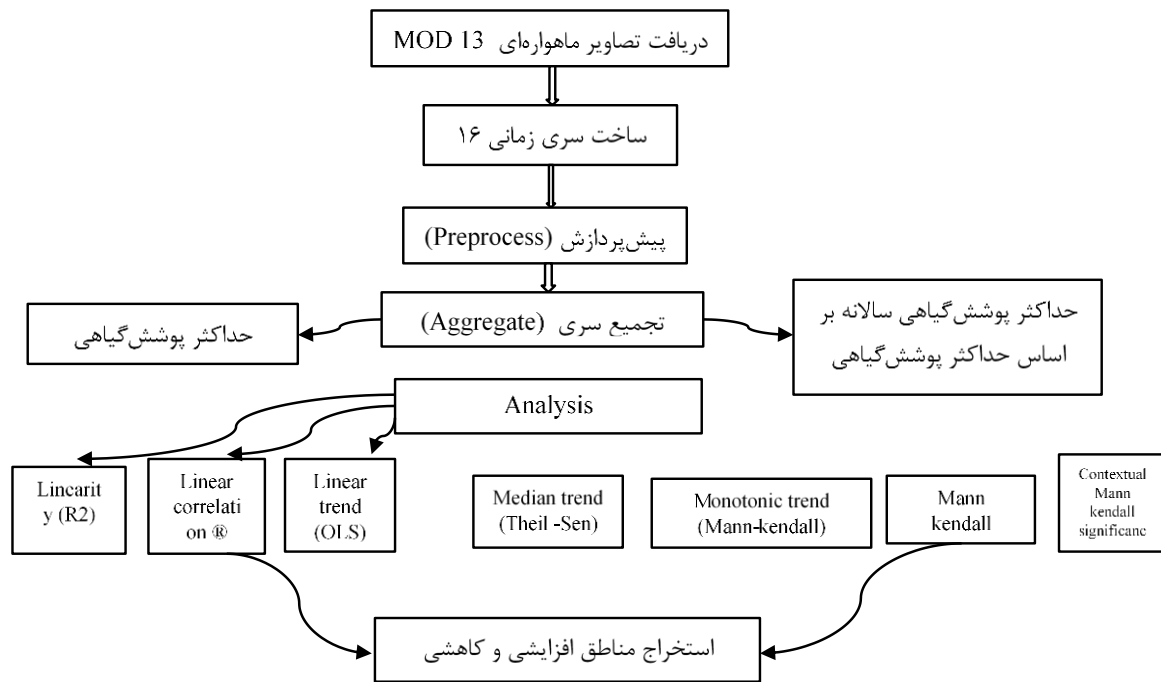 دریافت تصاویر ماهواره‌ای MOD 13
ساخت سری زمانی ۱۶
پیش‌پردازش (Preprocess)
تجمیع سری (Aggregate)
حداکثر پوشش‌گیاهی سالانه بر
اساس حداکثر پوشش‌گیاهی
حداکثر پوشش‌گیاهی
Analysis
Lincarit
y (R2)
Linear
correlati
on ®
Linear
trend
(OLS)
Median trend
(Theil -Sen)
Monotonic trend
(Mann-kendall)
Mann
kendall
Contextual
Mann
kendall
significanc
استخراج مناطق افزایشی و کاهشی